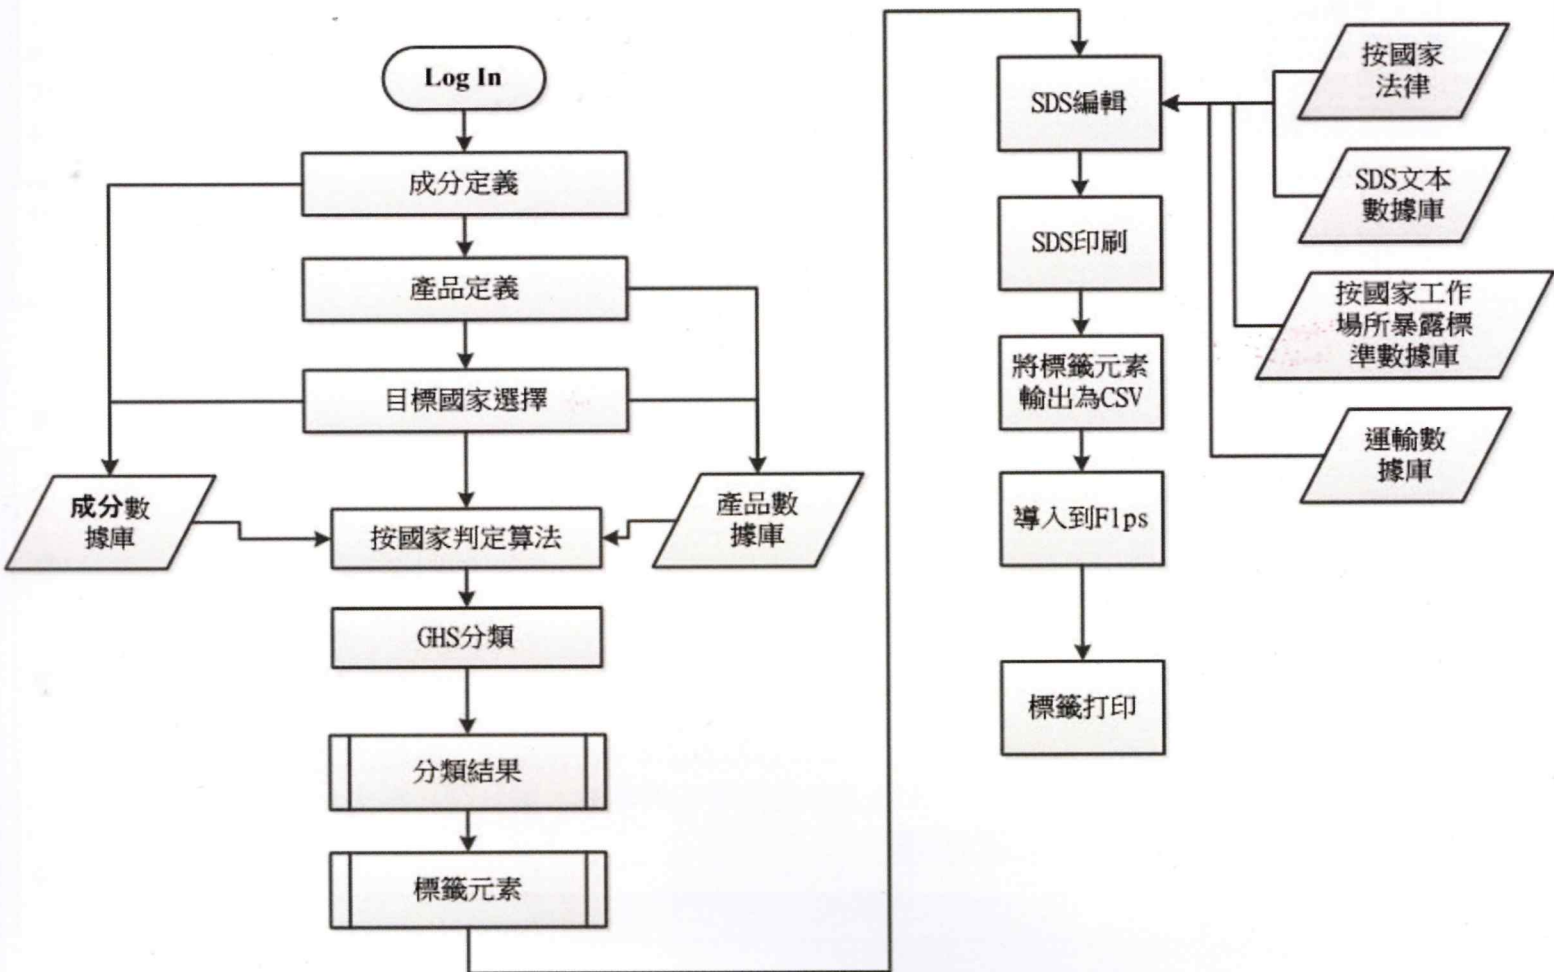 Log In
成分定義
產品定義
目標國家選擇
成分數
據庫
按國家判定算法
產品數
據庫
GHS分類
分類結果
標籤元素
SDS編輯
SDS印刷
將標籤元素
輸出為CSV
導入到Flps
標籤打印
按國家
法律
SDS文本
數據庫
按國家工作
場所暴露標
準數據庫
運輸數
據庫